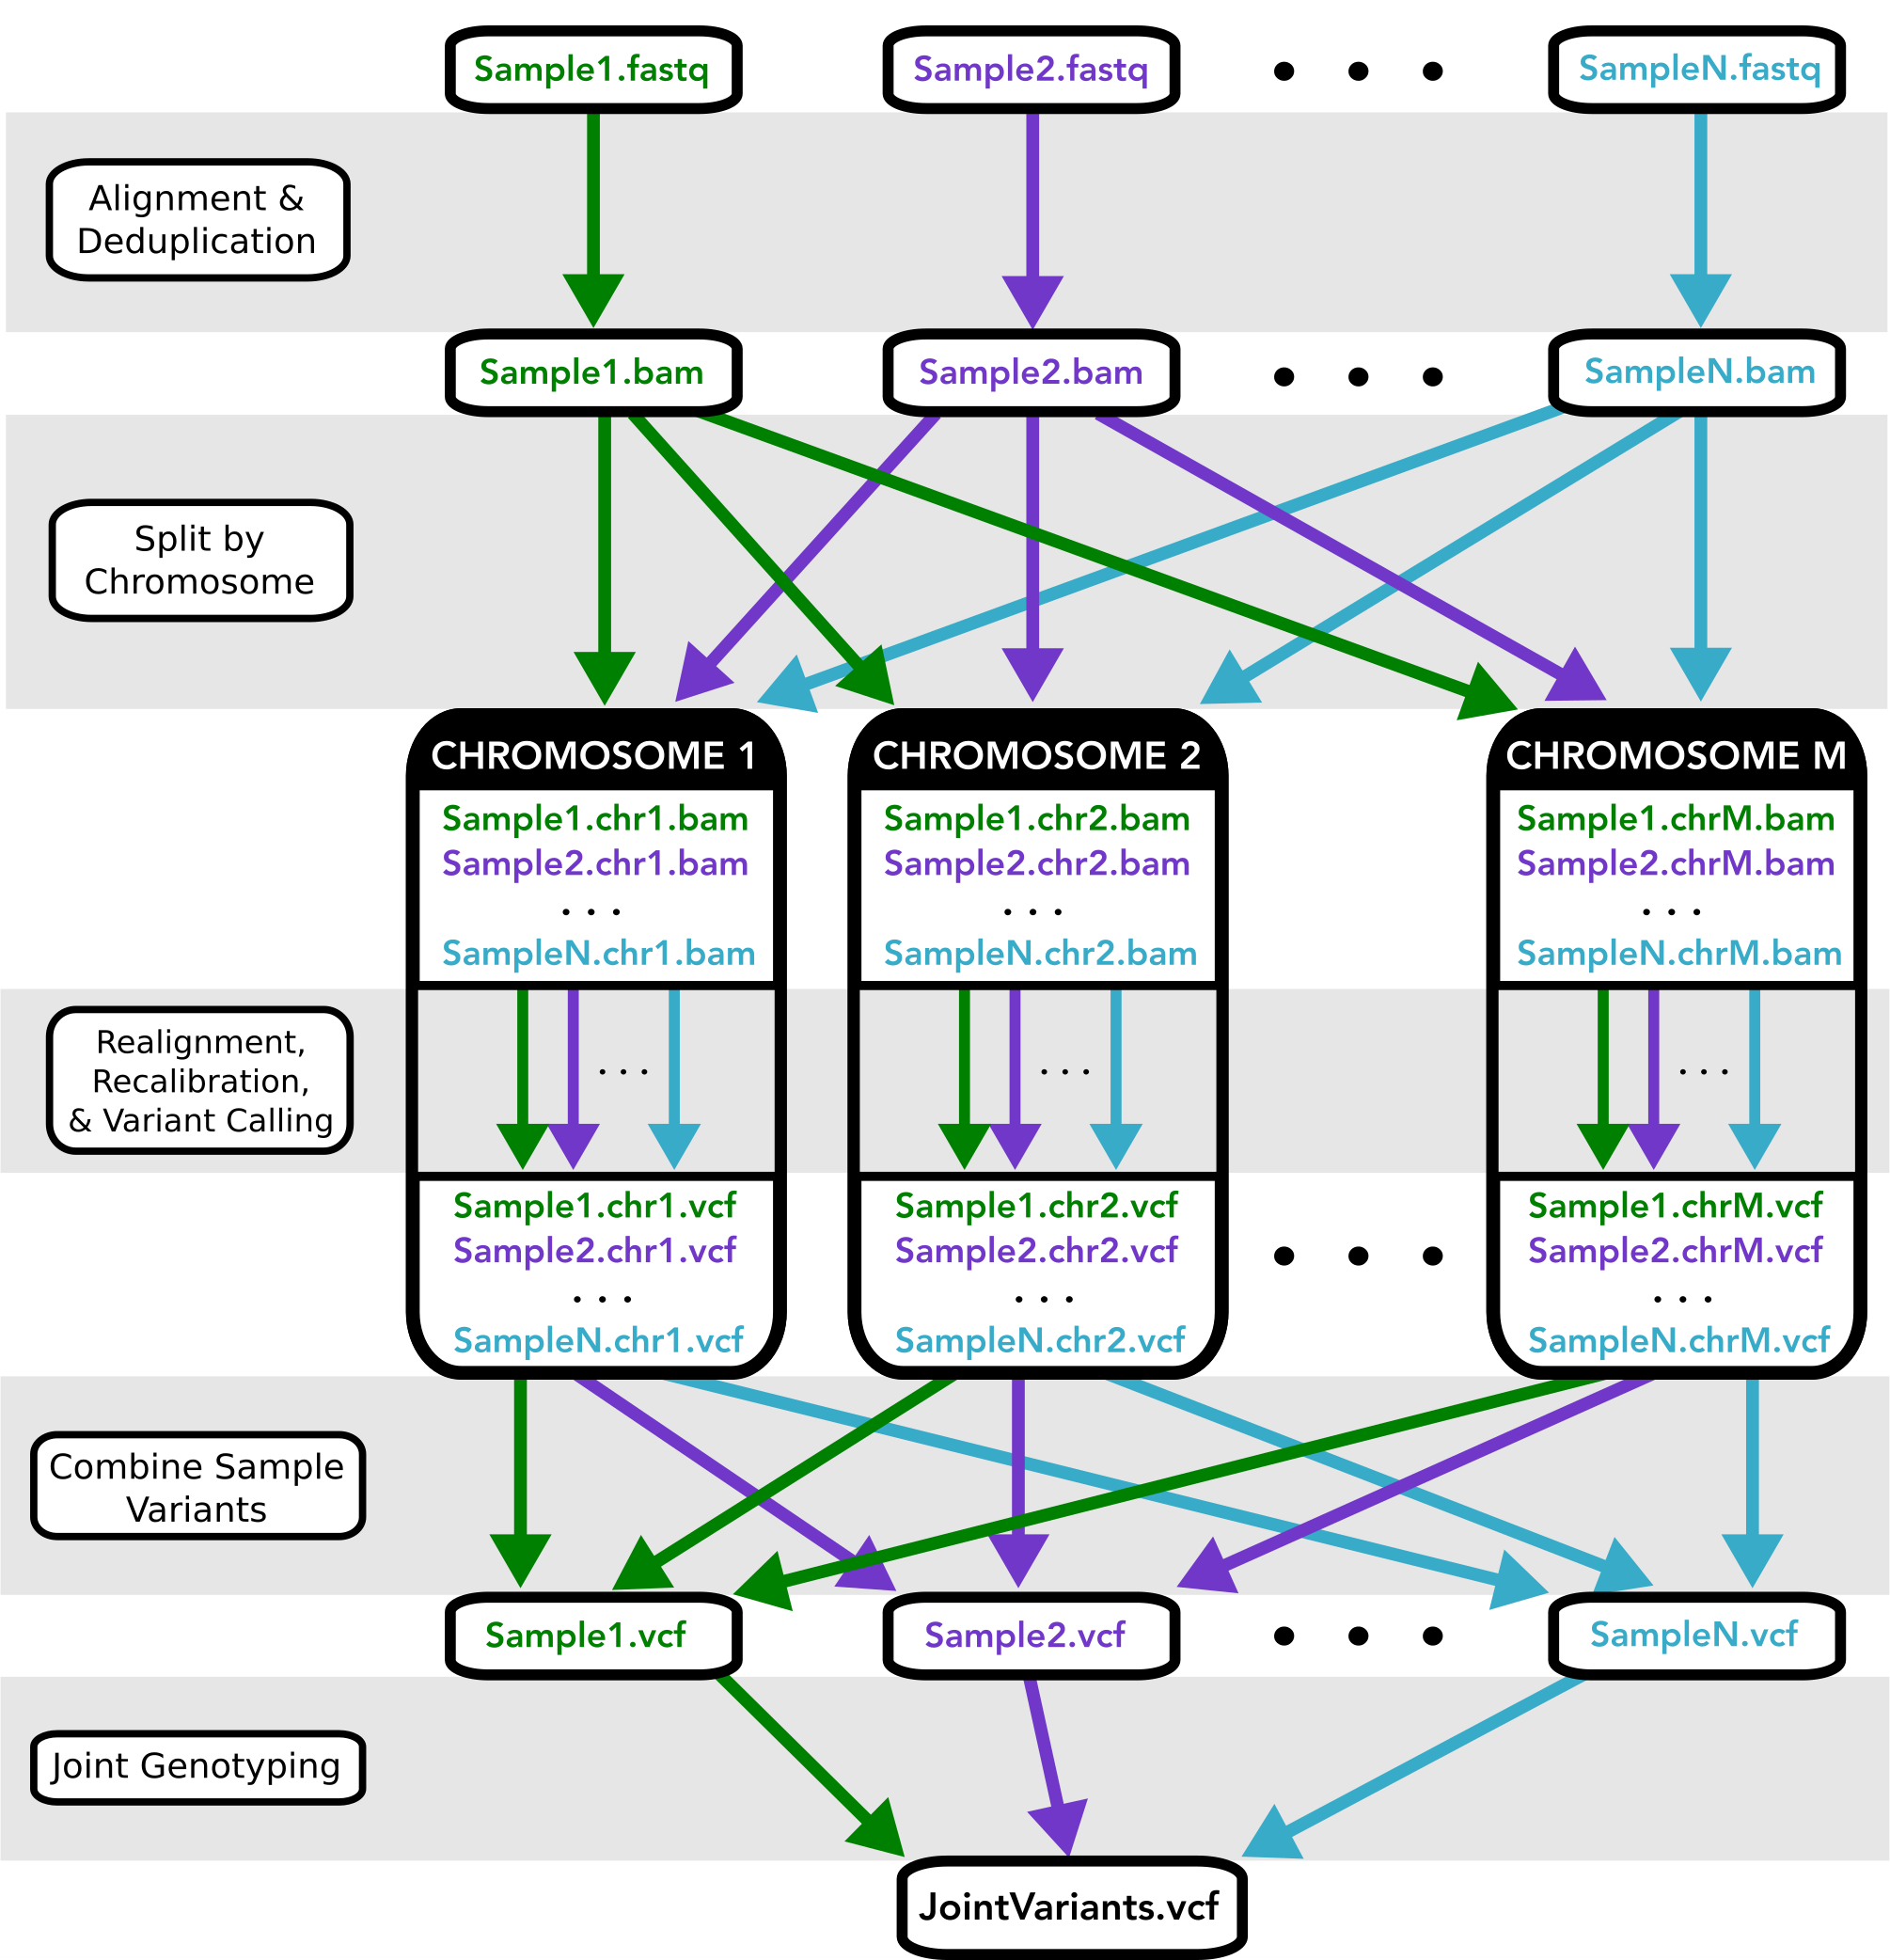 Sample1.fastq
Sample2.fastq
. . .
SampleN.fastq
Alignment &
Deduplication
Sample1.bam
Sample2.bam
. . .
SampleN.bam
Split by
Chromosome
CHROMOSOME 1
Sample1.chr1.bam
Sample2.chr1.bam
. . .
SampleN.chr1.bam
CHROMOSOME 2
Sample1.chr2.bam
Sample2.chr2.bam
. . .
SampleN.chr2.bam
CHROMOSOME M
Sample1.chrM.bam
Sample2.chrM.bam
. . .
SampleN.chrM.bam
Realignment,
Recalibration,
& Variant Calling
. . .
. . .
. . .
Sample1.chr1.vcf
Sample2.chr1.vcf
. . .
SampleN.chr1.vcf
Sample1.chr2.vcf
Sample2.chr2.vcf
. . .
SampleN.chr2.vcf
. . .
Sample1.chrM.vcf
Sample2.chrM.vcf
. . .
SampleN.chrM.vcf
Combine Sample
Variants
Sample1.vcf
Sample2.vcf
. . .
SampleN.vcf
Joint Genotyping
JointVariants.vcf